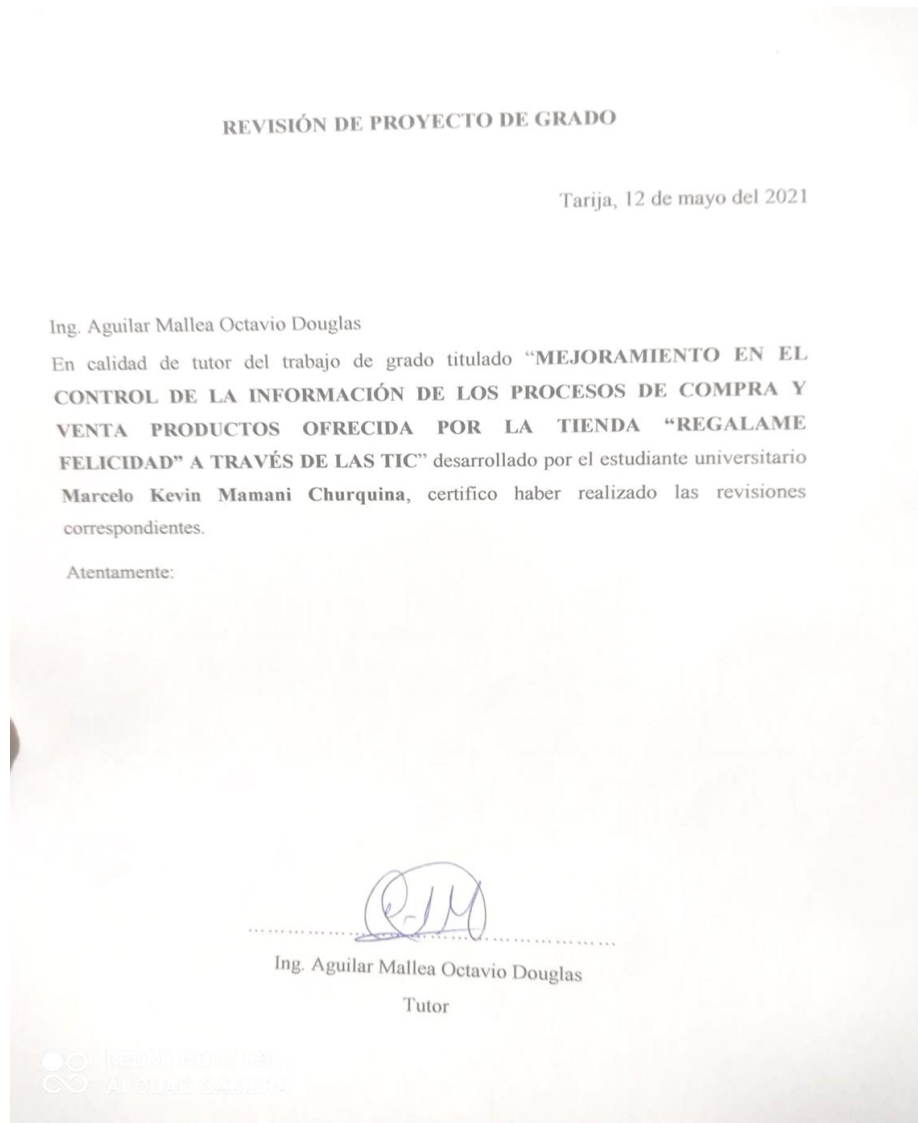 REVISIÓN DE PROYECTO DE GRADO
Tarija, 12 de mayo del 2021
Ing. Aguilar Mallea Octavio Douglas
En calidad de tutor del trabajo de grado titulado “MEJORAMIENTO EN EL
CONTROL DE LA INFORMACIÓN DE LOS PROCESOS DE COMPRA Y
VENTA PRODUCTOS OFRECIDA POR LA TIENDA “REGALAME
FELICIDAD” A TRAVÉS DE LAS TIC” desarrollado por el estudiante universitario
Marcelo Kevin Mamani Churquina, certifico haber realizado las revisiones
correspondientes.
Atentamente:
Ing. Aguilar Mallea Octavio Douglas
Tutor
AI QUAD CAMERA